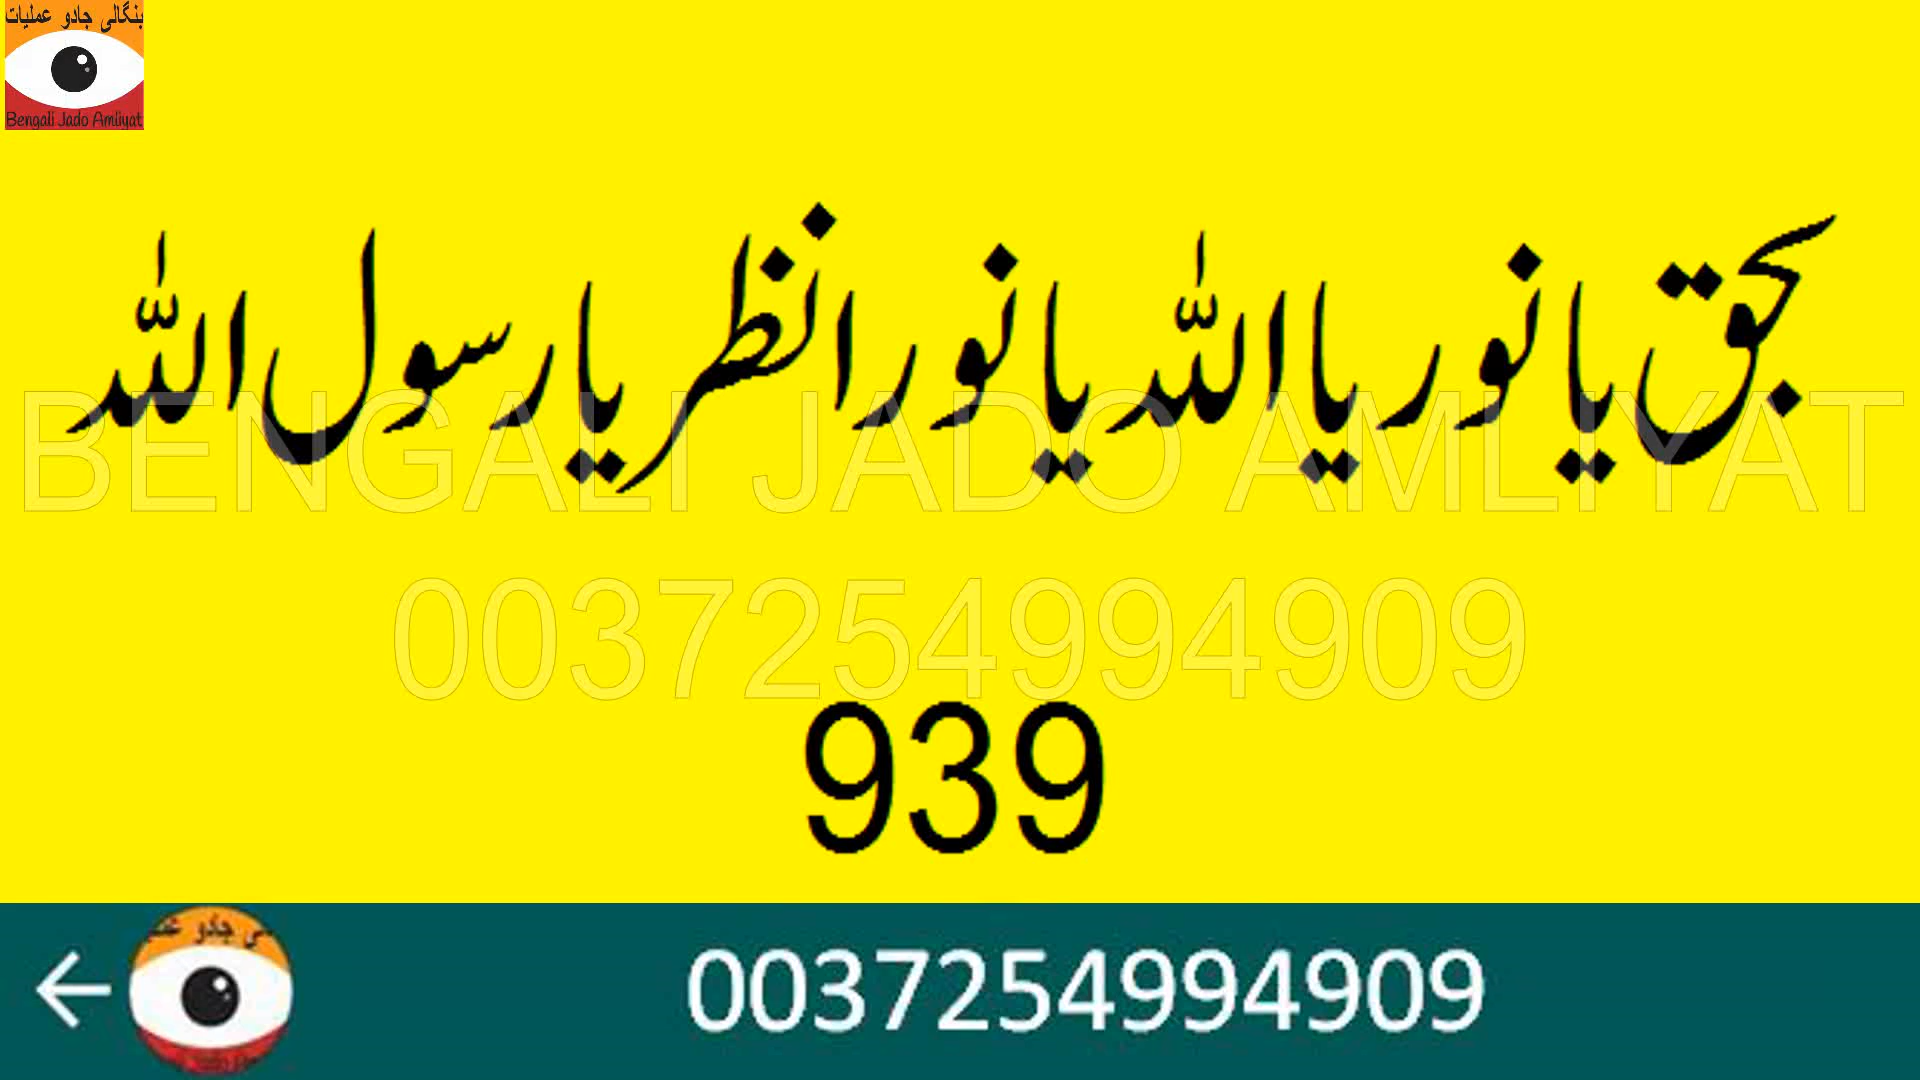 بنگالی جادو عملیات
Bengali Jado Amliyat
بحق یا نور یا اللہ یا نور انظر یا رسول اللہ
BENGALI JADO AMLIYAT
0037254994909
939
0037254994909